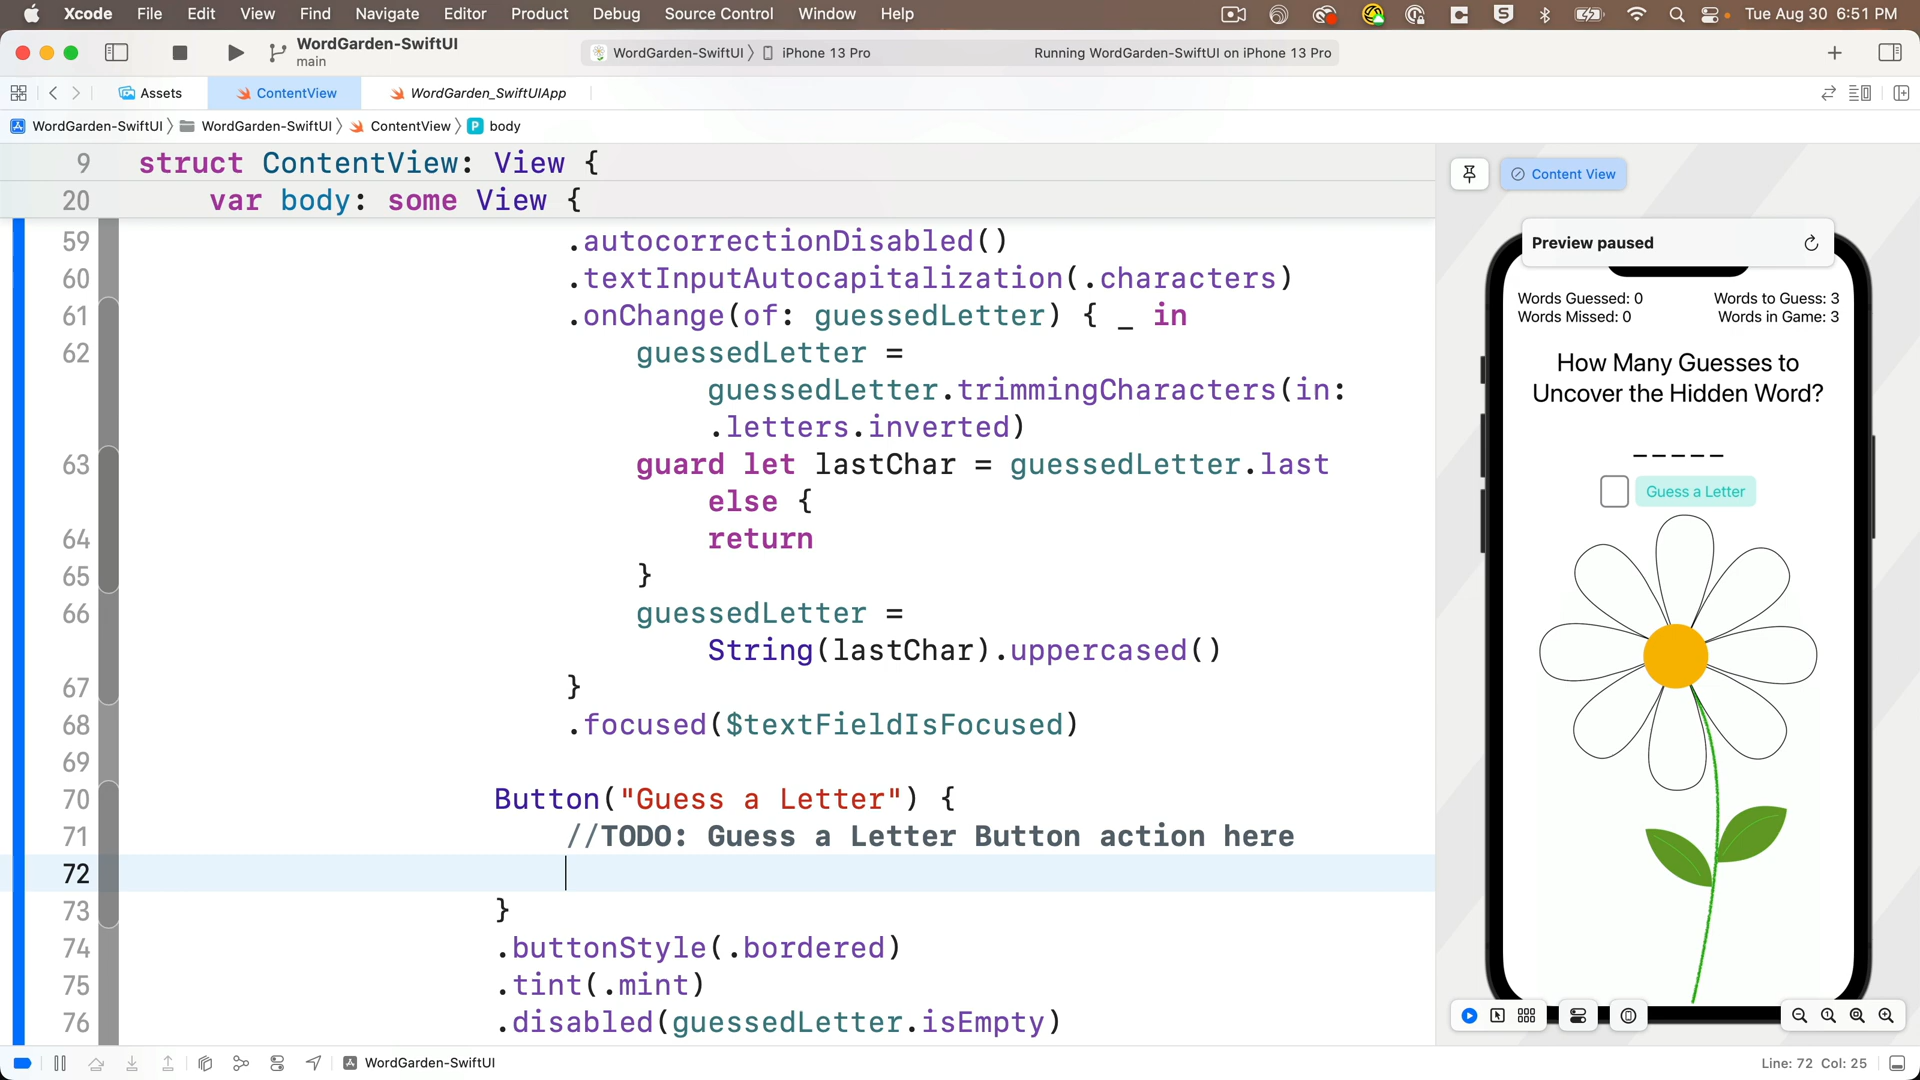 Xcode File Edit View Find Navigate Editor Product Debug Source Control Window Help Tue Aug 30 6:51 PM
WordGarden-SwiftUI
main
WordGarden-SwiftUI iPhone 13 Pro Running WordGarden-SwiftUI on iPhone 13 Pro
Assets ContentView WordGarden_SwiftUIApp
WordGarden-SwiftUI WordGarden-SwiftUI ContentView P body
9 struct ContentView: View {
20 var body: some View {
59 .autocorrectionDisabled()
60 .textInputAutocapitalization(.characters)
61 .onChange(of: guessedLetter) { _ in
62 guessedLetter =
guessedLetter.trimmingCharacters(in:
.letters.inverted)
63 guard let lastChar = guessedLetter.last
else {
64 return
65 }
66 guessedLetter =
String(lastChar).uppercased()
67 }
68 .focused($textFieldIsFocused)
69
70 Button("Guess a Letter") {
71 //TODO: Guess a Letter Button action here
72
73 }
74 .buttonStyle(.bordered)
75 .tint(.mint)
76 .disabled(guessedLetter.isEmpty)
Content View
Preview paused
Words Guessed: 0 Words to Guess: 3
Words Missed: 0 Words in Game: 3
How Many Guesses to
Uncover the Hidden Word?
_ _ _ _ _
Guess a Letter
WordGarden-SwiftUI Line: 72 Col: 25